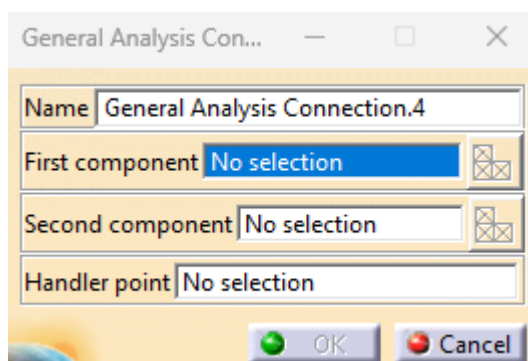 General Analysis Con...
Name General Analysis Connection.4
First component No selection
Second component No selection
Handler point No selection
OK Cancel